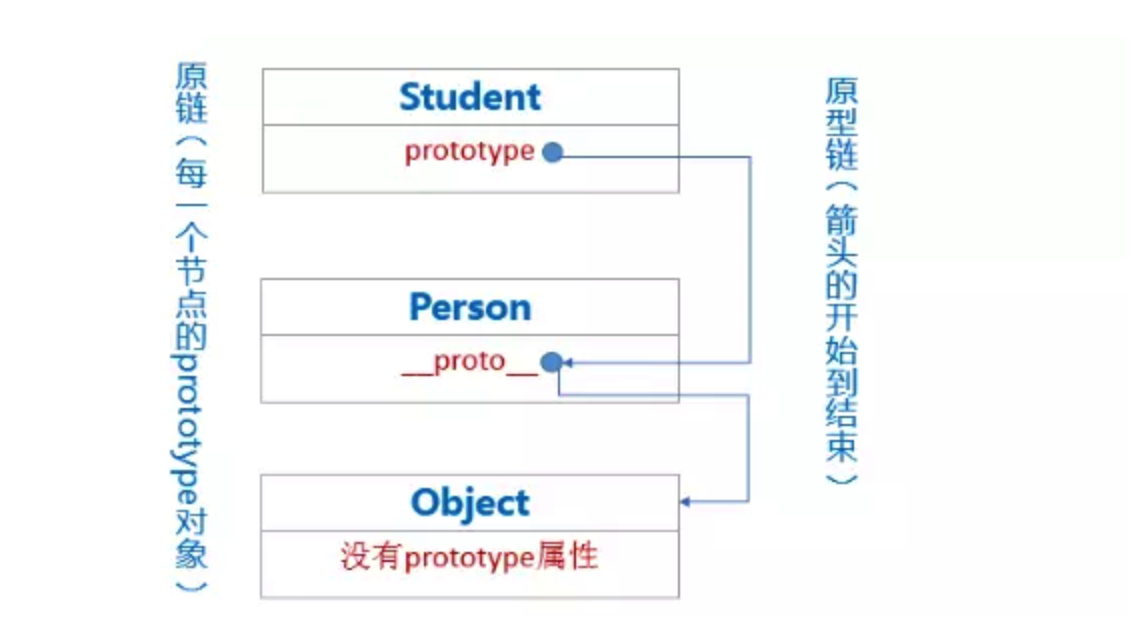 原链（每一个节点的prototype对象）
Student
prototype
Person
__proto__
Object
没有prototype属性
原型链（箭头的开始到结束）